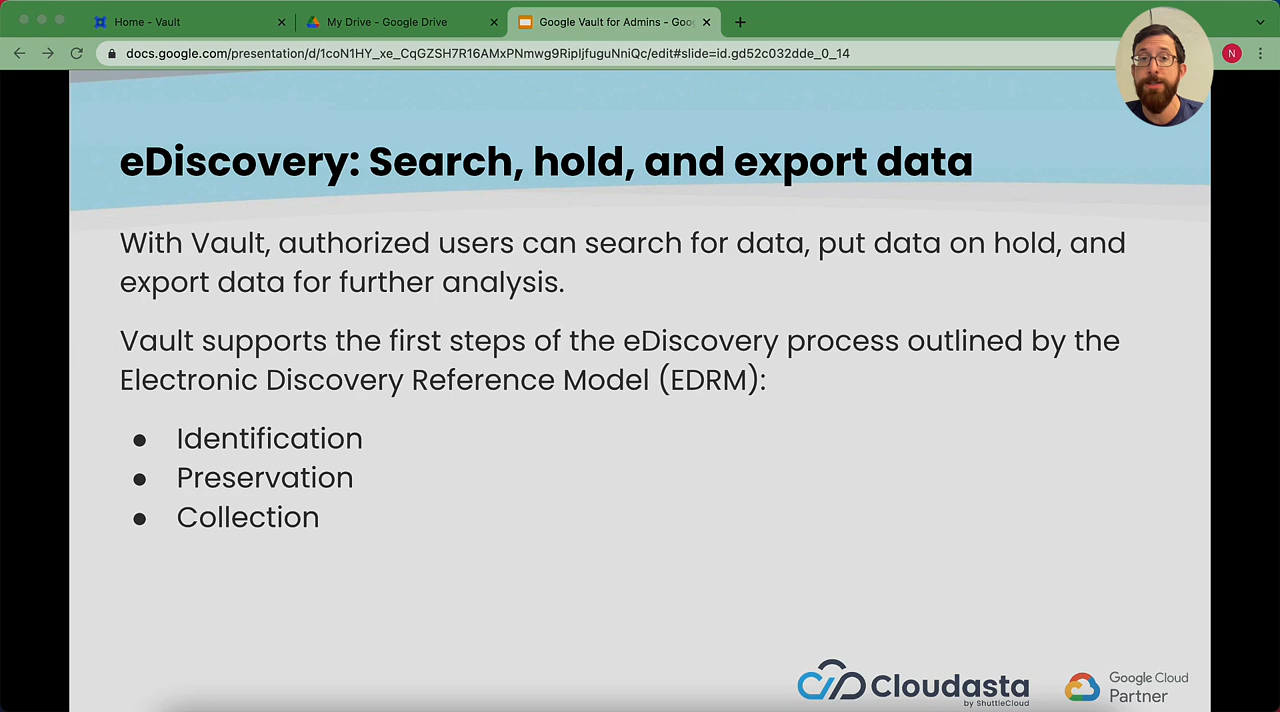 Home - Vault
My Drive - Google Drive
Google Vault for Admins - Goo
docs.google.com/presentation/d/1coN1HY_xe_CqGZSH7Tl6AMxPNmwg9RipIjfuguNniQc/edit#slide=id.gd52c032dde_0_14
N
eDiscovery: Search, hold, and export data
With Vault, authorized users can search for data, put data on hold, and
export data for further analysis.
Vault supports the first steps of the eDiscovery process outlined by the
Electronic Discovery Reference Model (EDRM):
● Identification
● Preservation
● Collection
Cloudasta
by ShuttleCloud
Google Cloud
Partner